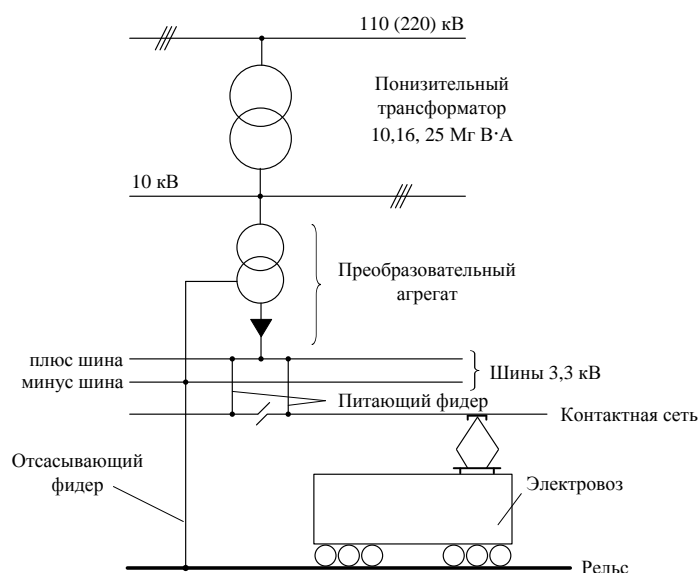 110 (220) кВ
Понизительный
трансформатор
10,16, 25 Мг В·А
10 кВ
Преобразовательный
агрегат
плюс шина
минус шина
Шины 3,3 кВ
Питающий фидер
Контактная сеть
Отсасывающий
фидер
Электровоз
Рельс